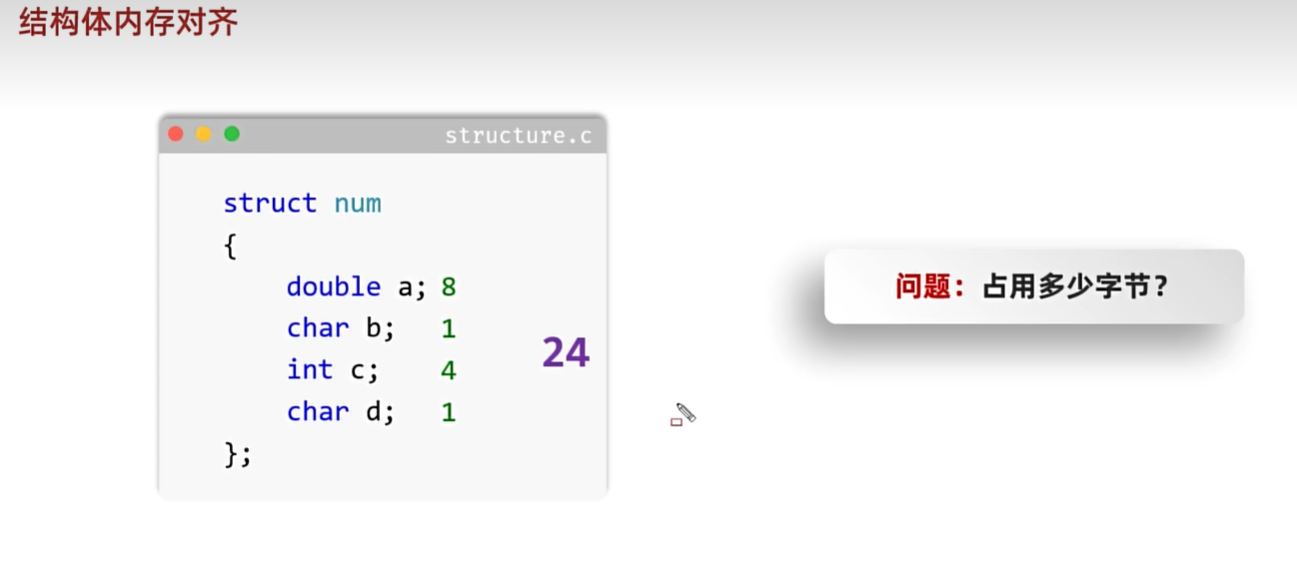 结构体内存对齐
structure.c
struct num
{
double a; 8
char b; 1
int c; 4
char d; 1
};
24
问题：占用多少字节？